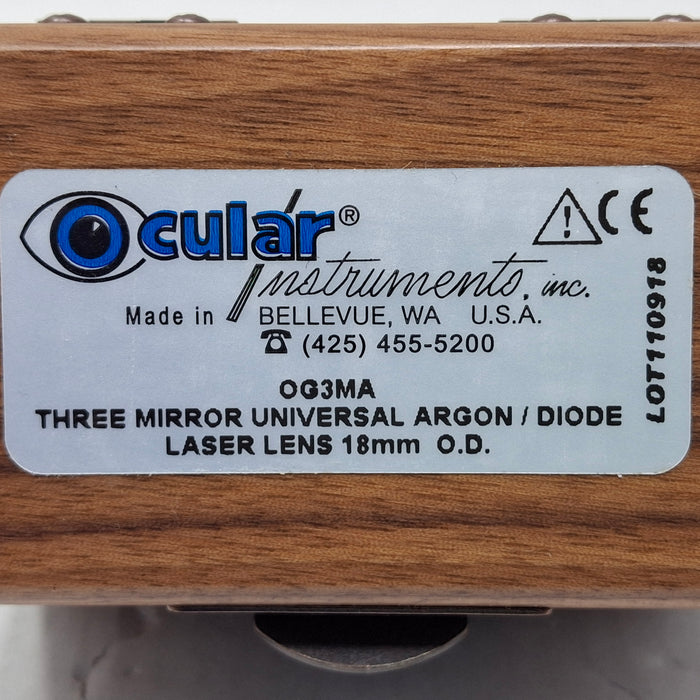 Ocular®
Instruments, inc.
Made in BELLEVUE, WA U.S.A.
☎ (425) 455-5200
OG3MA
THREE MIRROR UNIVERSAL ARGON / DIODE
LASER LENS 18mm O.D.
CE
LOT110918